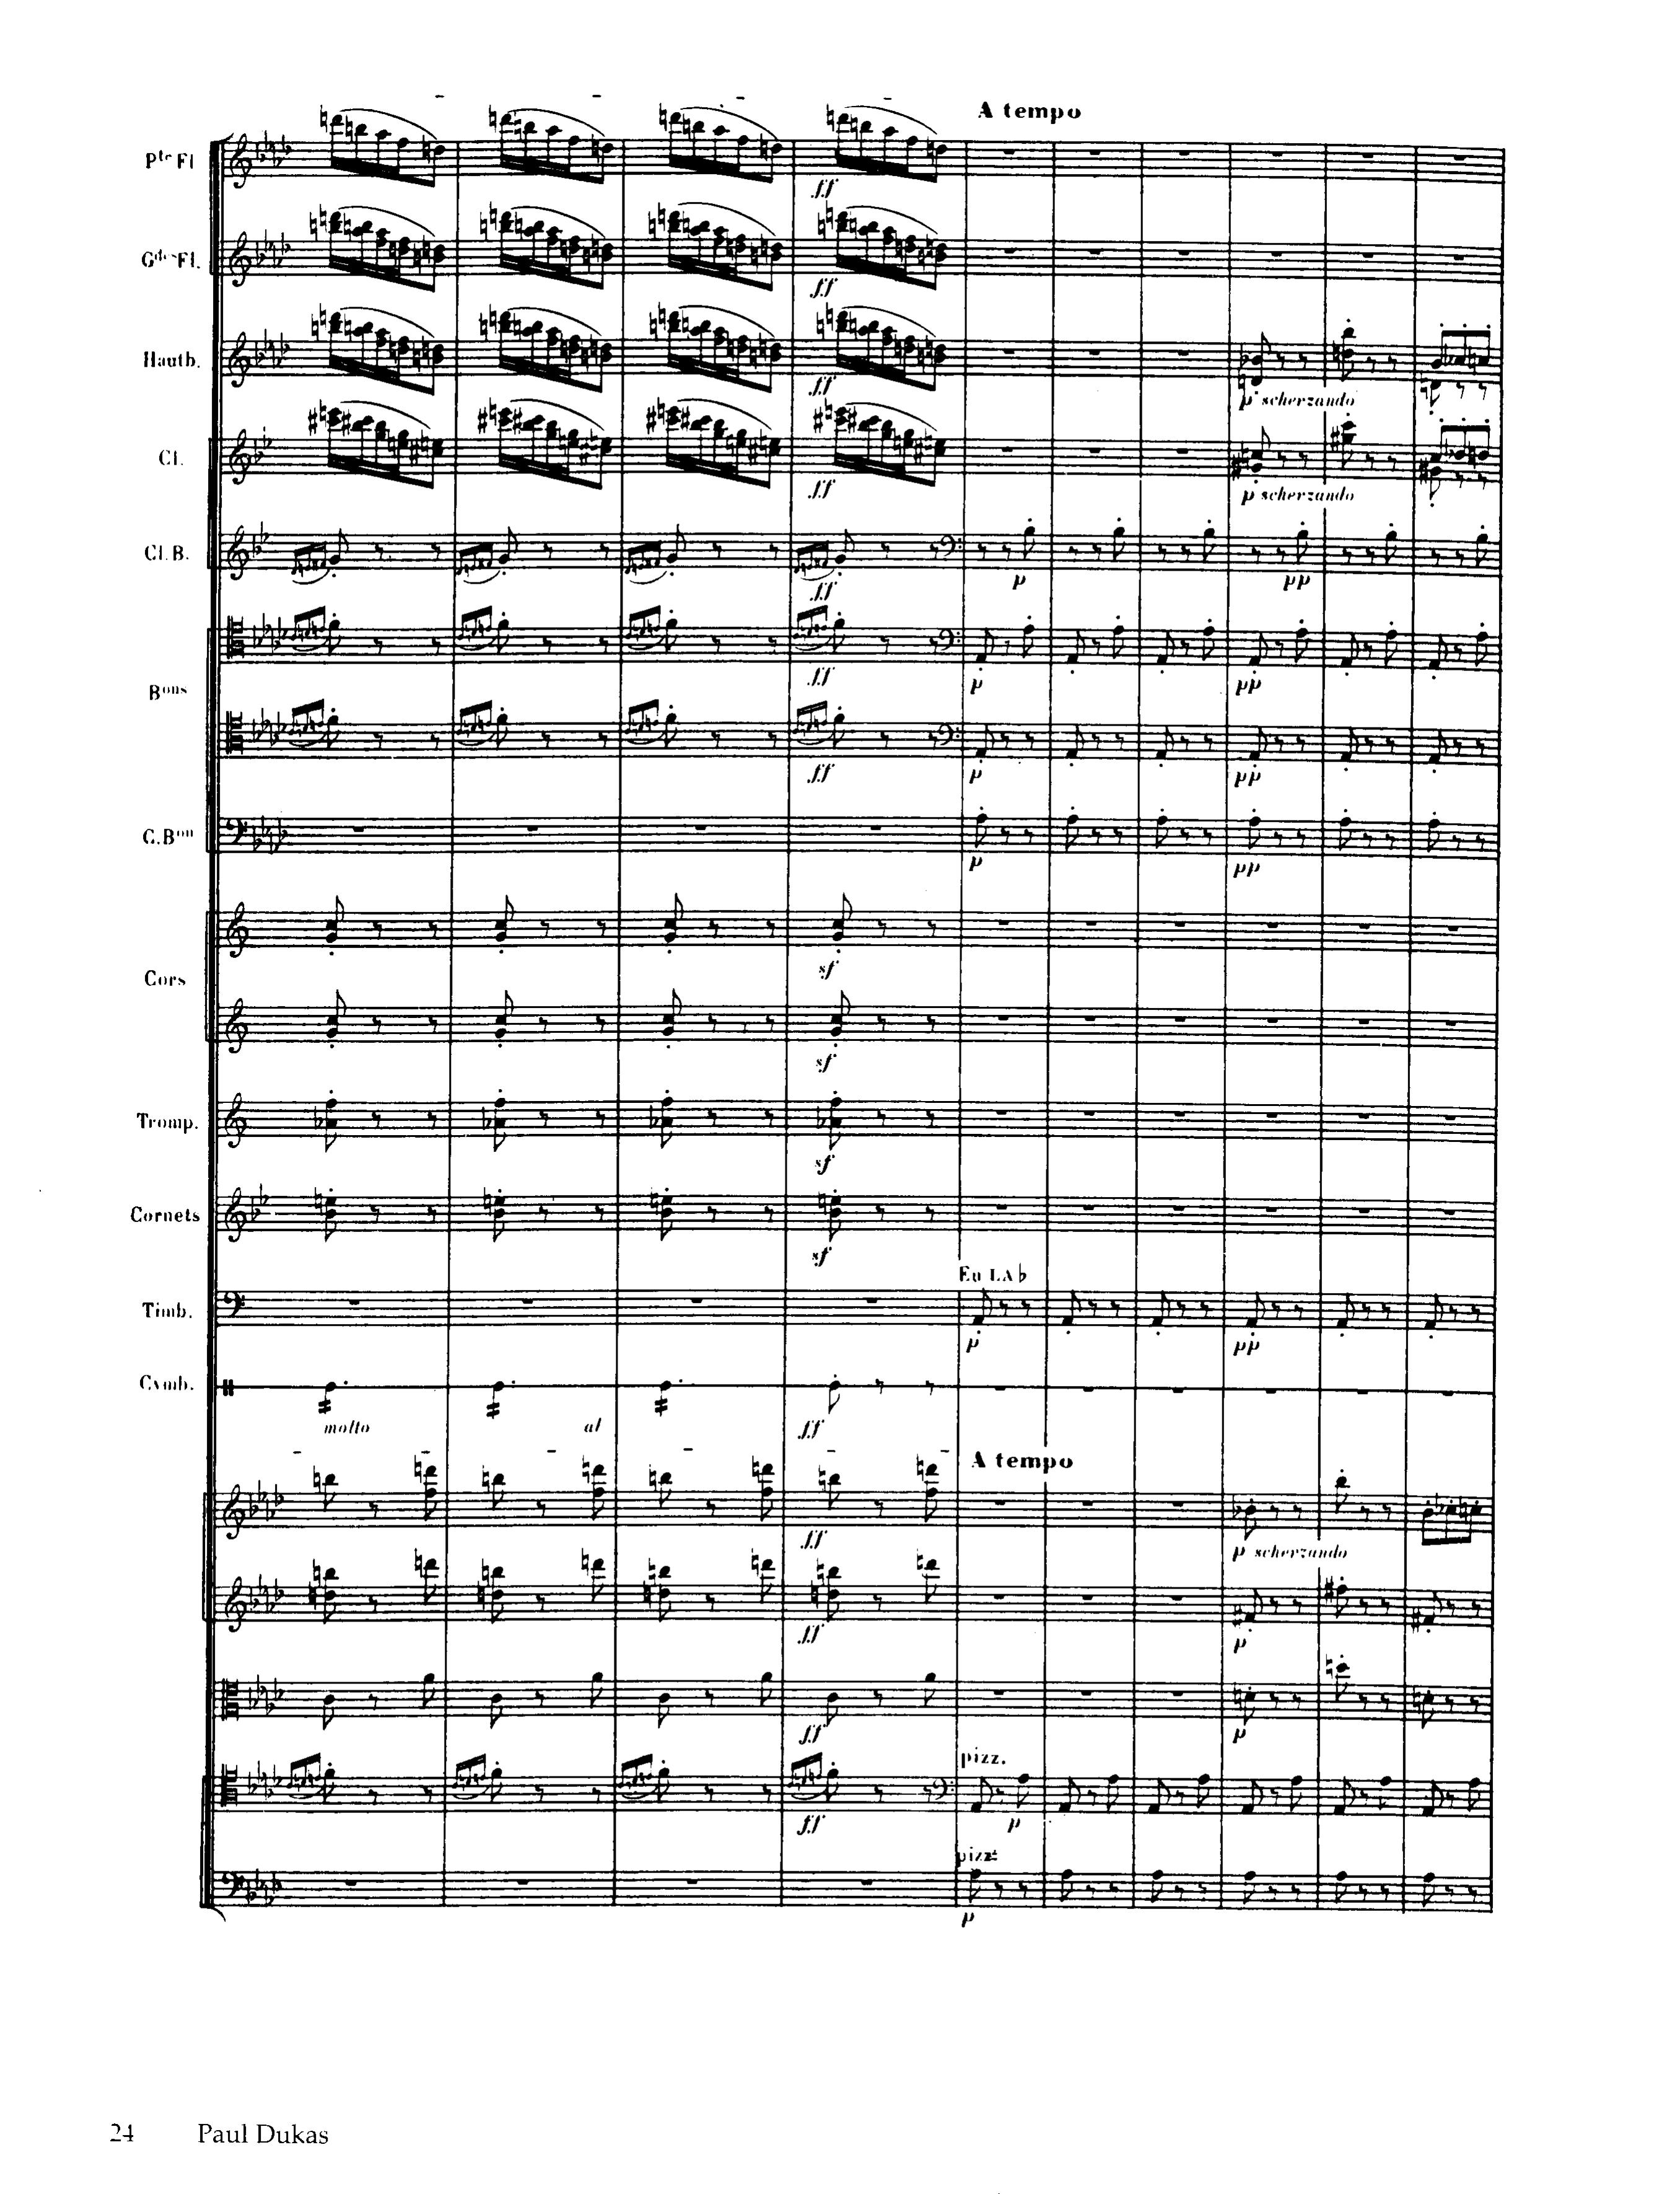 A tempo
Pte Fl
ff
Gdes Fl.
ff
Hautb.
ff
p scherzando
Cl.
ff
p scherzando
Cl. B.
ff
p
pp
ff
p
pp
Bons
ff
p
pp
C. Bon
p
pp
sf
Cors
sf
Tromp.
sf
Cornets
sf
En LA♭
Timb.
p
pp
Cymb.
molto
al
ff
A tempo
ff
p scherzando
ff
p
ff
p
pizz.
ff
p
pizz.
p
24 Paul Dukas